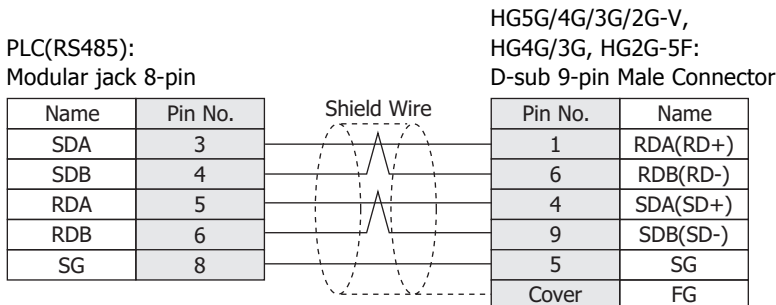 HG5G/4G/3G/2G-V,
PLC(RS485): HG4G/3G, HG2G-5F:
Modular jack 8-pin D-sub 9-pin Male Connector
Name Pin No. Shield Wire Pin No. Name
SDA 3 1 RDA(RD+)
SDB 4 6 RDB(RD-)
RDA 5 4 SDA(SD+)
RDB 6 9 SDB(SD-)
SG 8 5 SG
Cover FG